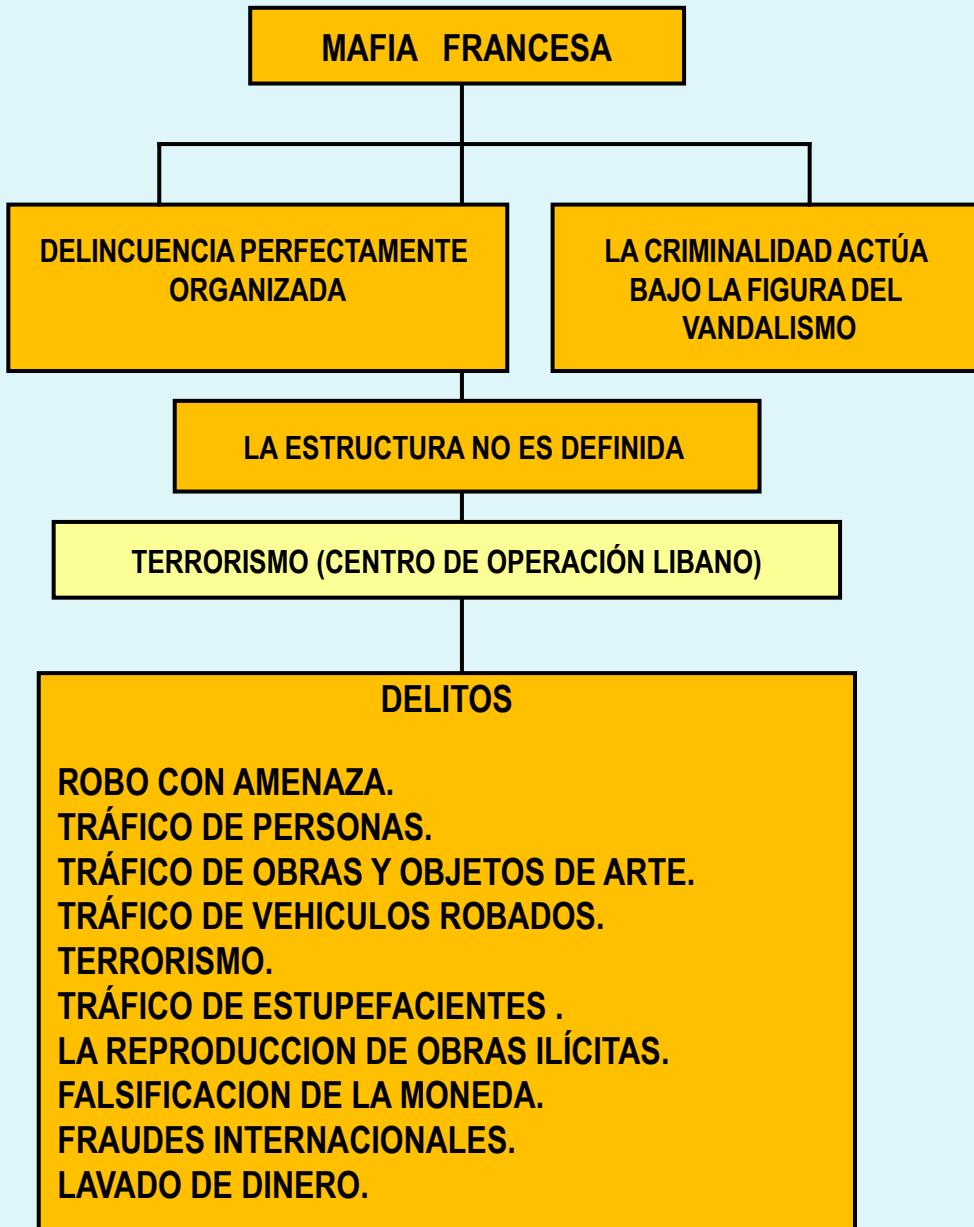 MAFIA FRANCESA
DELINCUENCIA PERFECTAMENTE
ORGANIZADA
LA CRIMINALIDAD ACTÚA
BAJO LA FIGURA DEL
VANDALISMO
LA ESTRUCTURA NO ES DEFINIDA
TERRORISMO (CENTRO DE OPERACIÓN LIBANO)
DELITOS
ROBO CON AMENAZA.
TRÁFICO DE PERSONAS.
TRÁFICO DE OBRAS Y OBJETOS DE ARTE.
TRÁFICO DE VEHICULOS ROBADOS.
TERRORISMO.
TRÁFICO DE ESTUPEFACIENTES .
LA REPRODUCCION DE OBRAS ILÍCITAS.
FALSIFICACION DE LA MONEDA.
FRAUDES INTERNACIONALES.
LAVADO DE DINERO.